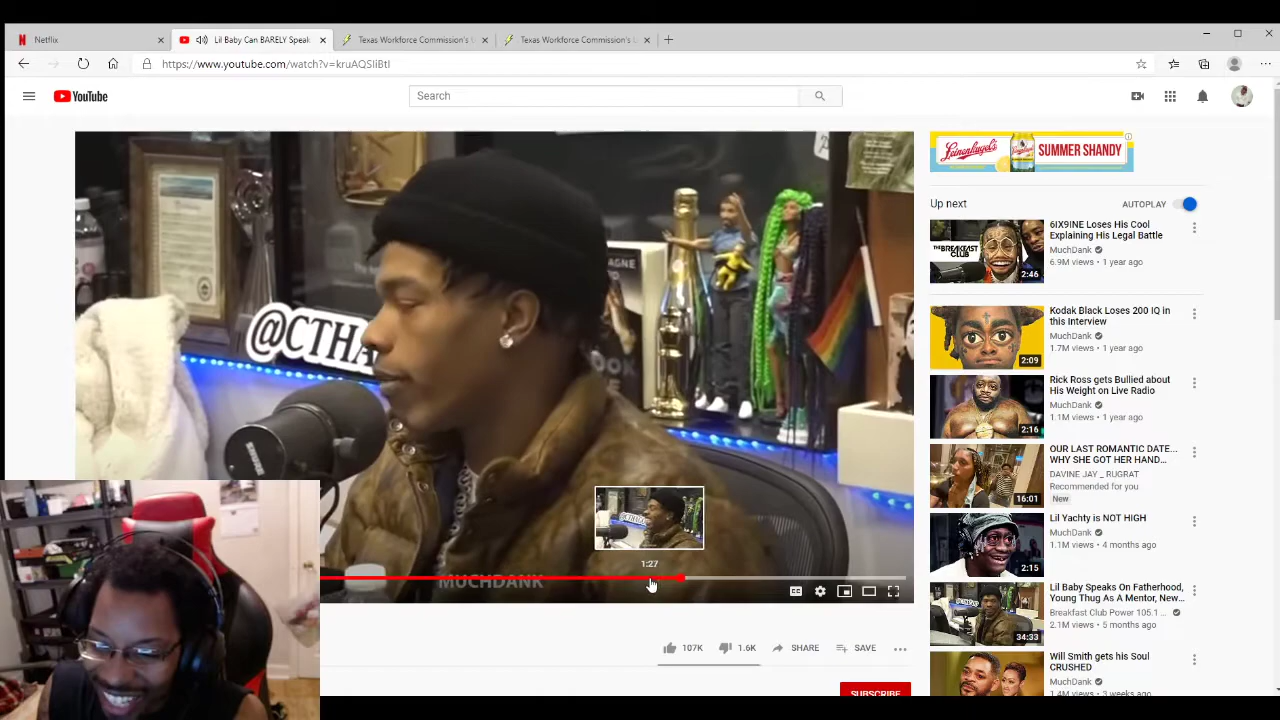 Netflix
Lil Baby Can BARELY Speak
Texas Workforce Commission's
Texas Workforce Commission's
https://www.youtube.com/watch?v=kruAQSIiBtI
YouTube
Search
@CTHA
OOK
MUCHDANK
1:27
107K
1.6K
SHARE
SAVE
SUBSCRIBE
Leinenkugel's
SUMMER SHANDY
Up next
AUTOPLAY
THE BREAKFAST CLUB
2:46
6IX9INE Loses His Cool
Explaining His Legal Battle
MuchDank
6.9M views • 1 year ago
2:09
Kodak Black Loses 200 IQ in
this Interview
MuchDank
1.7M views • 1 year ago
2:16
Rick Ross gets Bullied about
His Weight on Live Radio
MuchDank
1.1M views • 1 year ago
16:01
OUR LAST ROMANTIC DATE...
WHY SHE GOT HER HAND...
DAVINE JAY _ RUGRAT
Recommended for you
New
2:15
Lil Yachty is NOT HIGH
MuchDank
1.1M views • 4 months ago
34:33
Lil Baby Speaks On Fatherhood,
Young Thug As A Mentor, New...
Breakfast Club Power 105.1 ...
2.1M views • 5 months ago
Will Smith gets his Soul
CRUSHED
MuchDank
1.4M views • 3 weeks ago